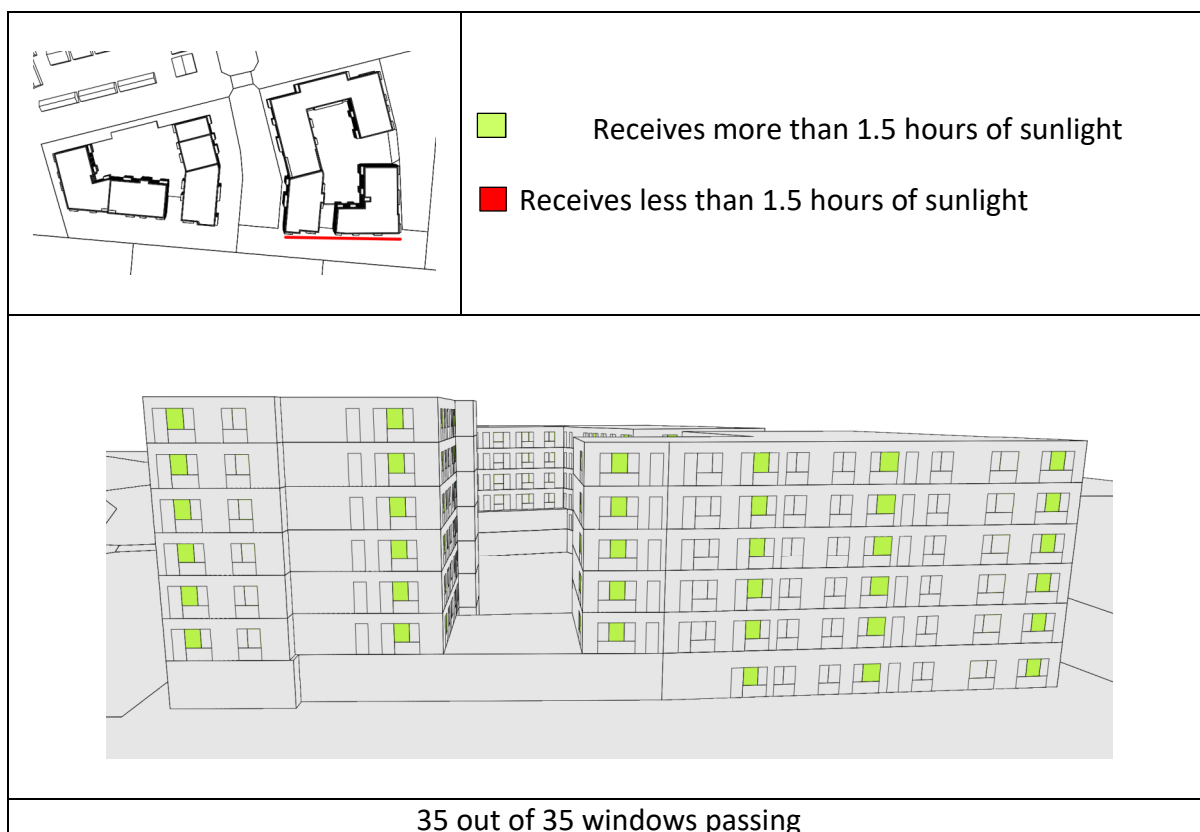 Receives more than 1.5 hours of sunlight
Receives less than 1.5 hours of sunlight
35 out of 35 windows passing